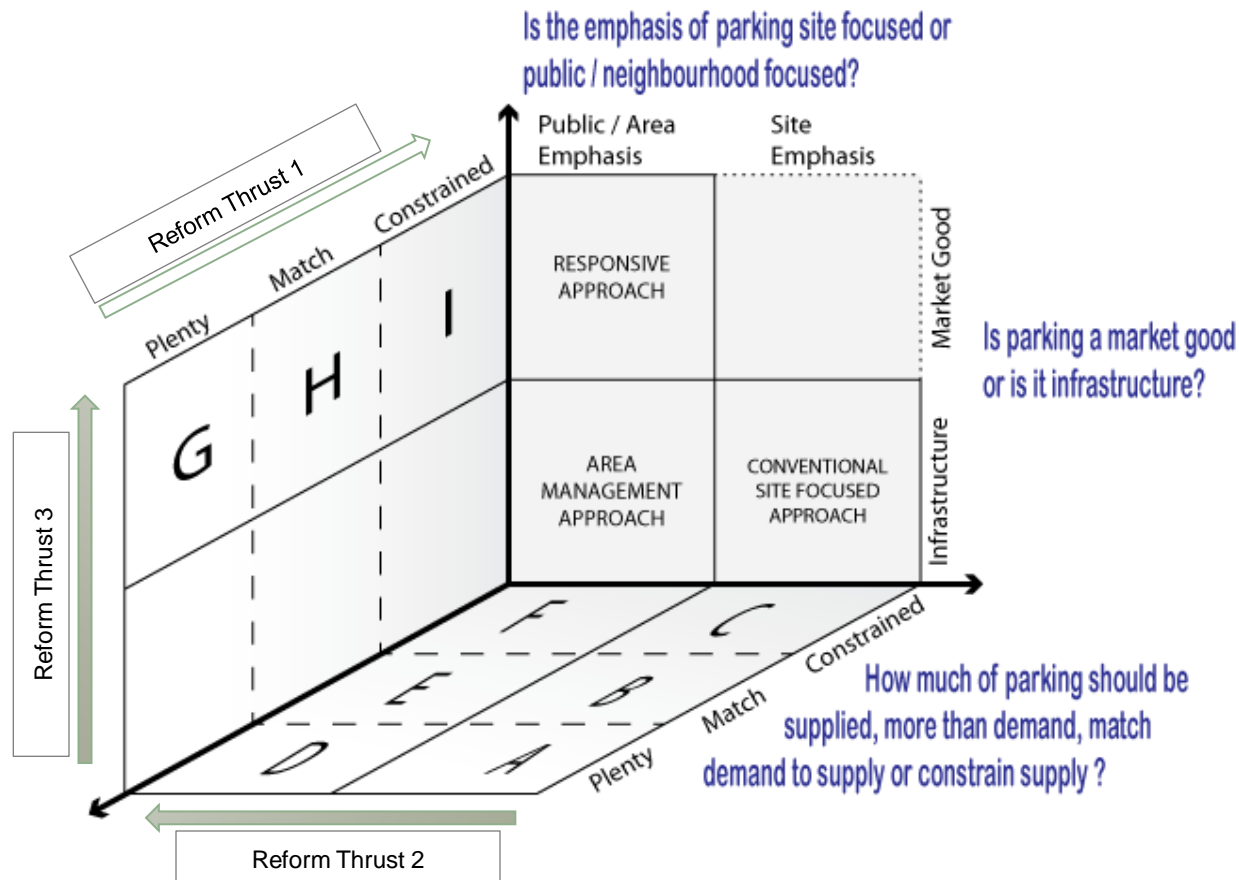 Is the emphasis of parking site focused or
public / neighbourhood focused?
Public / Area
Emphasis
Site
Emphasis
Reform Thrust 1
Plenty
Match
Constrained
G
H
I
RESPONSIVE
APPROACH
Market Good
Is parking a market good
or is it infrastructure?
Reform Thrust 3
AREA
MANAGEMENT
APPROACH
CONVENTIONAL
SITE FOCUSED
APPROACH
Infrastructure
F
C
E
B
D
A
Plenty
Match
Constrained
How much of parking should be
supplied, more than demand, match
demand to supply or constrain supply ?
Reform Thrust 2